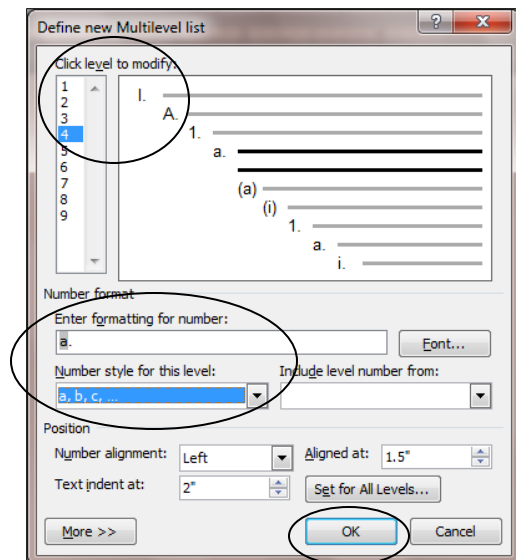 Define new Multilevel list
Click level to modify:
1
2
3
4
5
6
7
8
9
I.
A.
1.
a.
(a)
(i)
1.
a.
i.
Number format
Enter formatting for number:
a.
Font...
Number style for this level:
Include level number from:
a, b, c, ...
Position
Number alignment: Left Aligned at: 1.5"
Text indent at: 2" Set for All Levels...
More >> OK Cancel